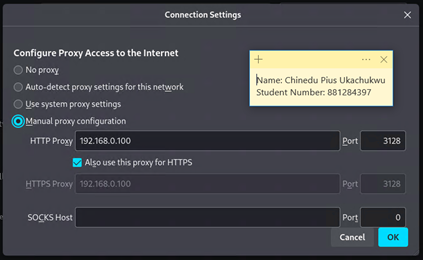 Connection Settings
Configure Proxy Access to the Internet
No proxy
Auto-detect proxy settings for this network
Use system proxy settings
Manual proxy configuration
HTTP Proxy 192.168.0.100 Port 3128
Also use this proxy for HTTPS
HTTPS Proxy 192.168.0.100 Port 3128
SOCKS Host Port 0
Cancel OK
Name: Chinedu Pius Ukachukwu
Student Number: 881284397